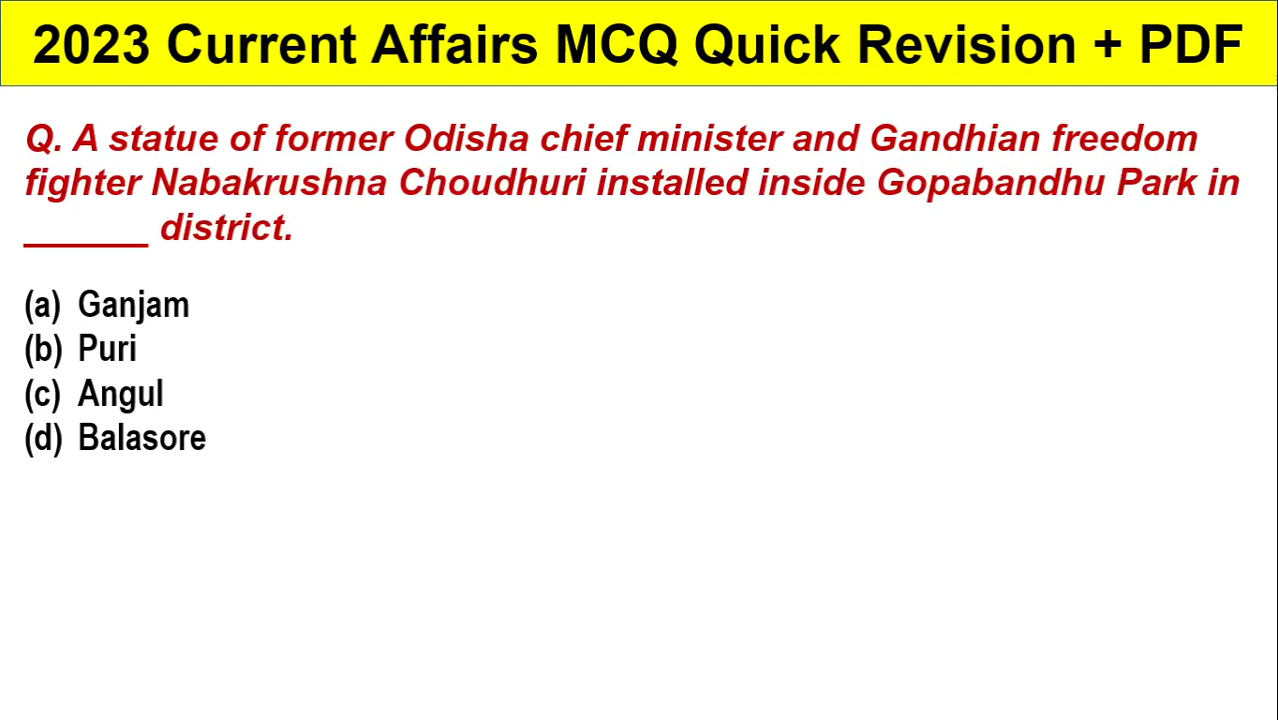 2023 Current Affairs MCQ Quick Revision + PDF
Q. A statue of former Odisha chief minister and Gandhian freedom
fighter Nabakrushna Choudhuri installed inside Gopabandhu Park in
______ district.
(a) Ganjam
(b) Puri
(c) Angul
(d) Balasore